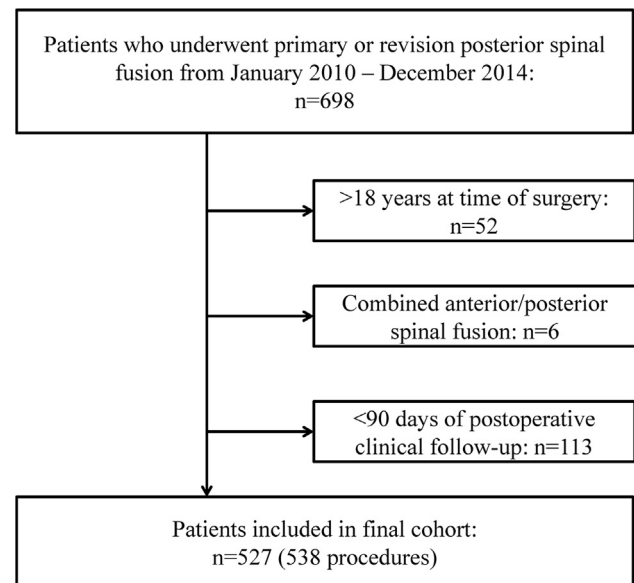 Patients who underwent primary or revision posterior spinal
fusion from January 2010 – December 2014:
n=698
>18 years at time of surgery:
n=52
Combined anterior/posterior
spinal fusion: n=6
<90 days of postoperative
clinical follow-up: n=113
Patients included in final cohort:
n=527 (538 procedures)